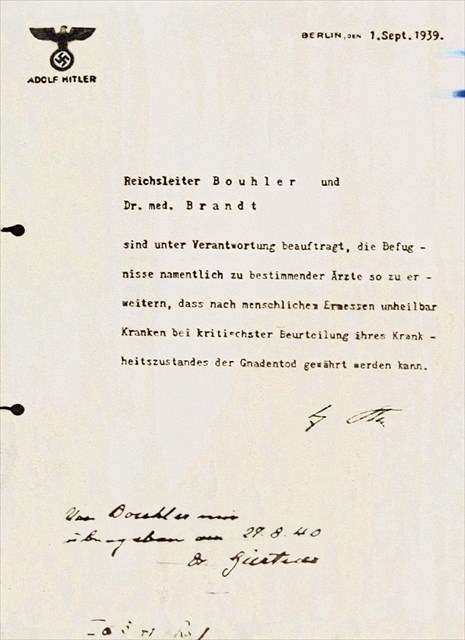 BERLIN, DEN 1.Sept. 1939.
ADOLF HITLER
Reichsleiter B o u h l e r und
Dr. med. B r a n d t
sind unter Verantwortung beauftragt, die Befug -
nisse namentlich zu bestimmender Ärzte so zu er -
weitern, dass nach menschlichem Ermessen unheilbar
Kranken bei kritischster Beurteilung ihres Krank -
heitszustandes der Gnadentod gewährt werden kann.
Von Bouhler mir
übergeben am 27.8.40
Dr. Gürtner